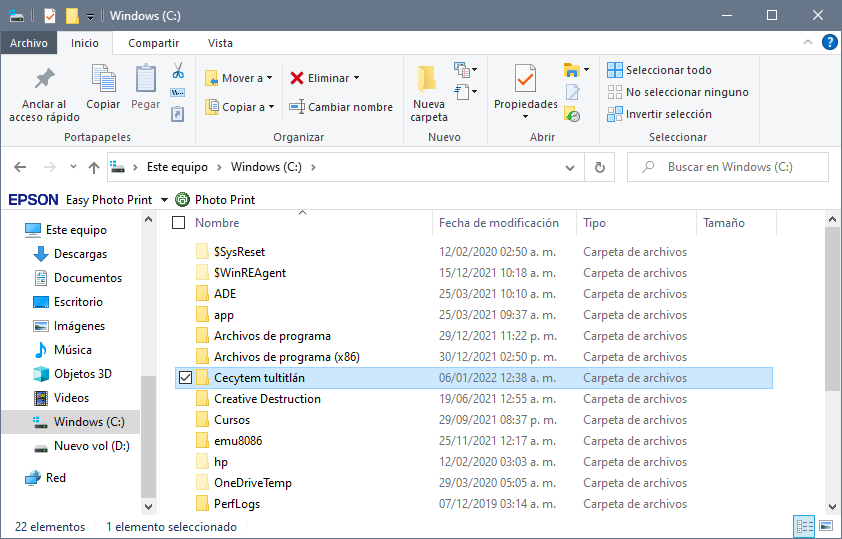 Windows (C:)
Archivo Inicio Compartir Vista
Anclar al acceso rápido
Copiar
Pegar
Portapapeles
Mover a
Copiar a
Eliminar
Cambiar nombre
Organizar
Nueva carpeta
Nuevo
Propiedades
Abrir
Seleccionar todo
No seleccionar ninguno
Invertir selección
Seleccionar
Este equipo > Windows (C:) >
Buscar en Windows (C:)
EPSON Easy Photo Print Photo Print
Este equipo
Descargas
Documentos
Escritorio
Imágenes
Música
Objetos 3D
Videos
Windows (C:)
Nuevo vol (D:)
Red
Nombre Fecha de modificación Tipo Tamaño
$SysReset 12/02/2020 02:50 a. m. Carpeta de archivos
$WinREAgent 15/12/2021 10:18 a. m. Carpeta de archivos
ADE 25/03/2021 10:10 a. m. Carpeta de archivos
app 25/03/2021 09:37 a. m. Carpeta de archivos
Archivos de programa 29/12/2021 11:22 p. m. Carpeta de archivos
Archivos de programa (x86) 30/12/2021 02:50 p. m. Carpeta de archivos
Cecytem tultitlán 06/01/2022 12:38 a. m. Carpeta de archivos
Creative Destruction 19/06/2021 12:55 a. m. Carpeta de archivos
Cursos 29/09/2021 08:37 p. m. Carpeta de archivos
emu8086 25/11/2021 12:17 a. m. Carpeta de archivos
hp 12/02/2020 03:03 a. m. Carpeta de archivos
OneDriveTemp 29/03/2020 05:05 a. m. Carpeta de archivos
PerfLogs 07/12/2019 03:14 a. m. Carpeta de archivos
22 elementos 1 elemento seleccionado